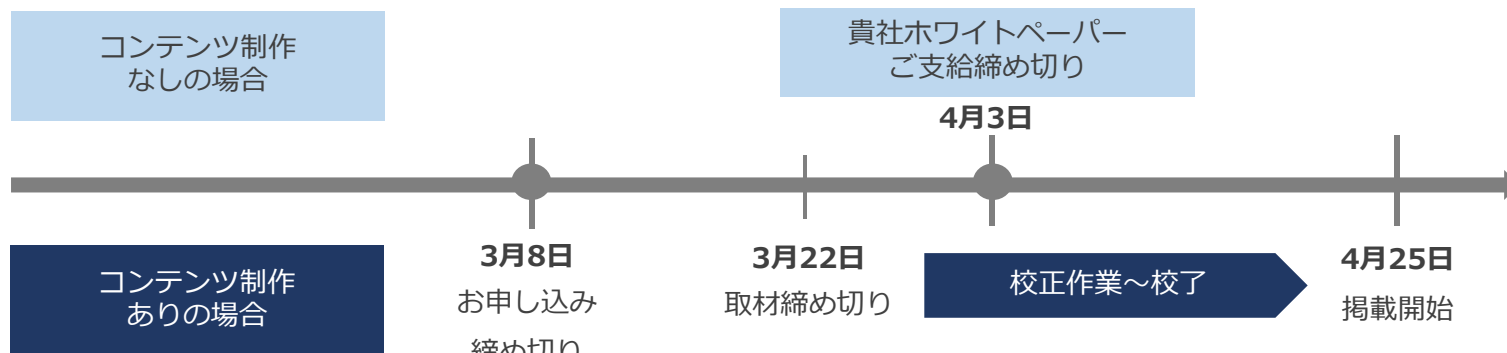 コンテンツ制作
なしの場合
貴社ホワイトペーパー
ご支給締め切り
4月3日
コンテンツ制作
ありの場合
3月8日
お申し込み
締め切り
3月22日
取材締め切り
校正作業～校了
4月25日
掲載開始